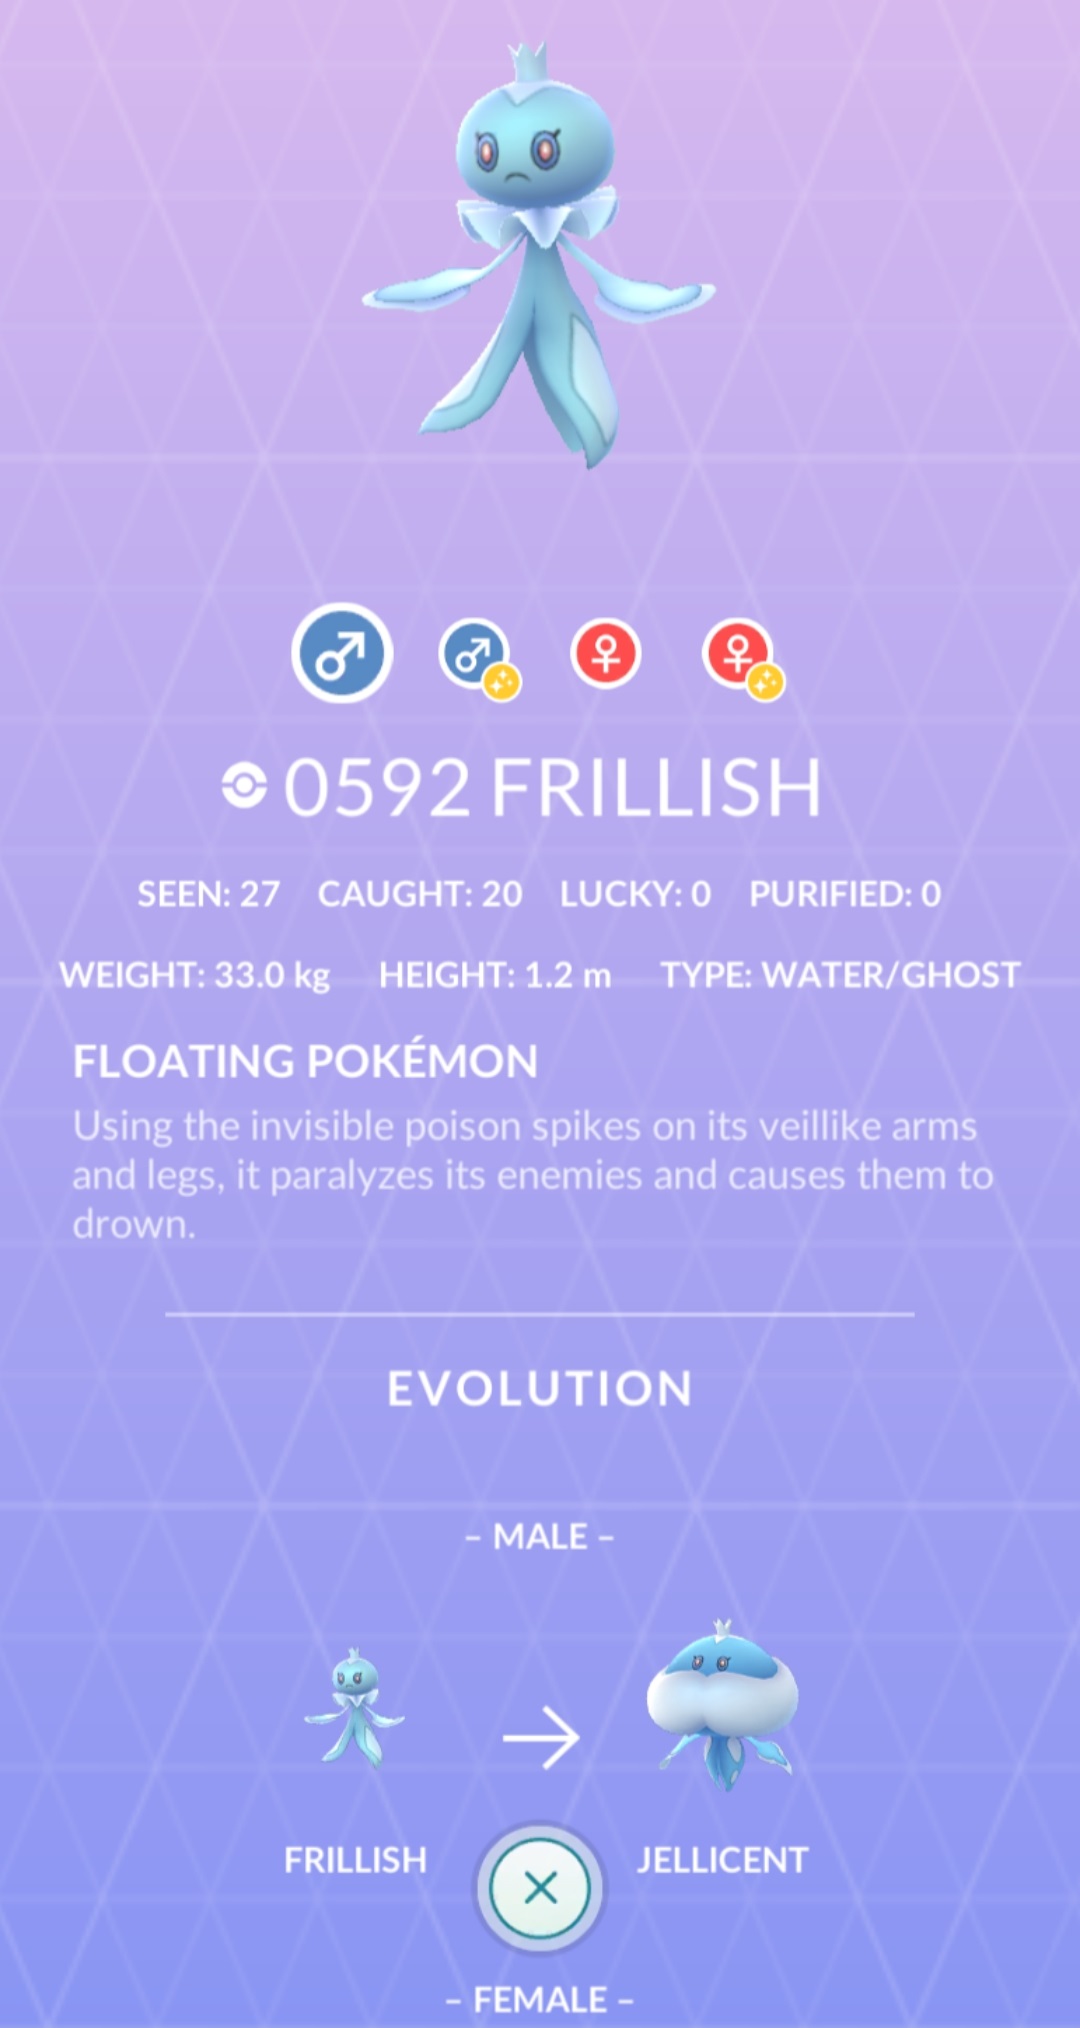 0592 FRILLISH
SEEN: 27 CAUGHT: 20 LUCKY: 0 PURIFIED: 0
WEIGHT: 33.0 kg HEIGHT: 1.2 m TYPE: WATER/GHOST
FLOATING POKÉMON
Using the invisible poison spikes on its veillike arms
and legs, it paralyzes its enemies and causes them to
drown.
EVOLUTION
– MALE –
FRILLISH JELLICENT
– FEMALE –